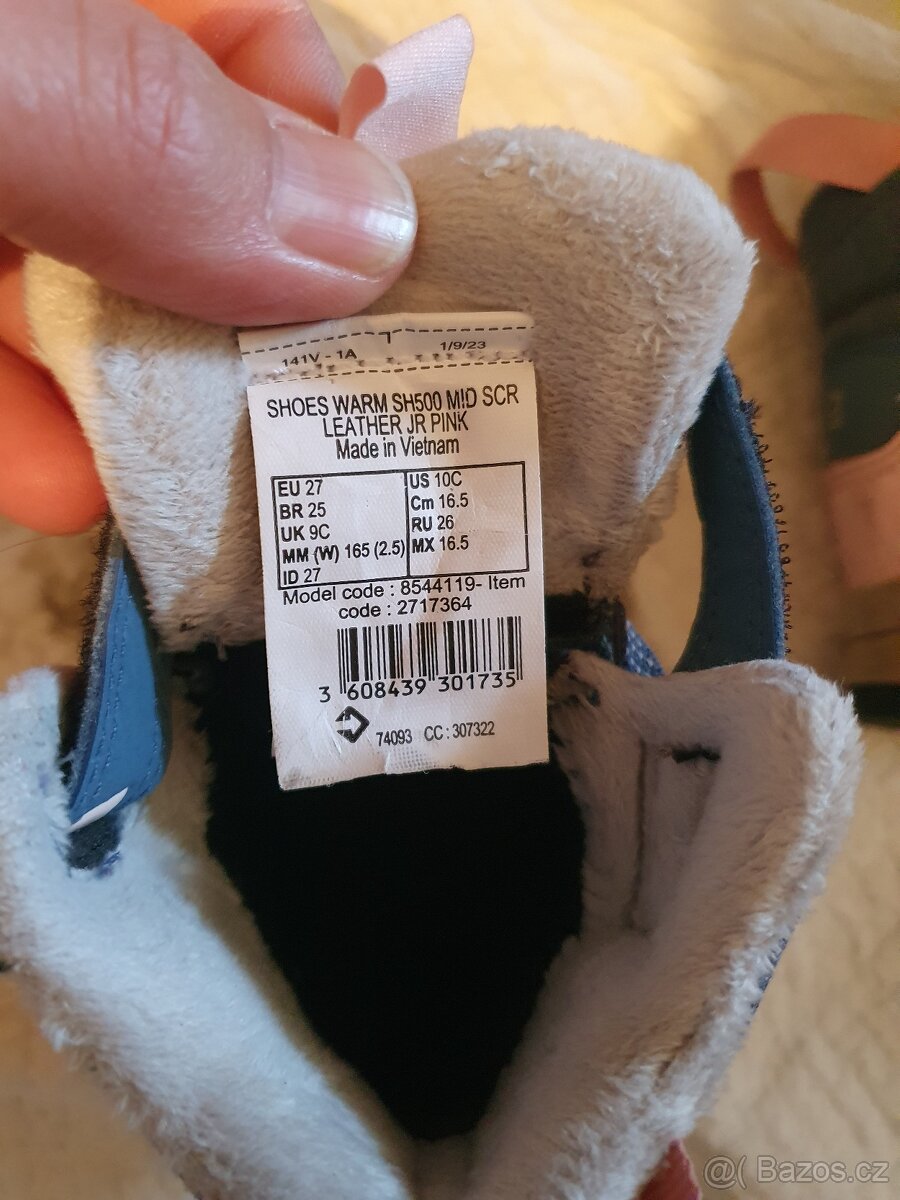 141V - 1A 1/9/23
SHOES WARM SH500 MID SCR
LEATHER JR PINK
Made in Vietnam
EU 27 US 10C
BR 25 Cm 16.5
UK 9C RU 26
MM (W) 165 (2.5) MX 16.5
ID 27
Model code : 8544119- Item
code : 2717364
3 608439 301735
74093 CC : 307322
@( Bazos.cz